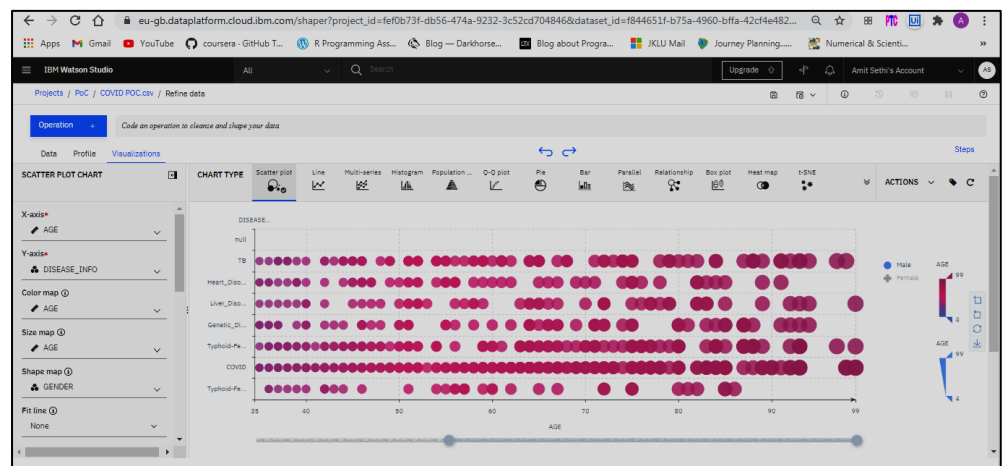 eu-gb.dataplatform.cloud.ibm.com/shaper?project_id=fef0b73f-db56-474a-9232-3c52cd704846&dataset_id=f844651f-b75a-4960-bffa-42cf4e482...
Apps Gmail YouTube coursera - GitHub T... R Programming Ass... Blog — Darkhorse... Blog about Progra... JKLU Mail Journey Planning...... Numerical & Scienti... »
IBM Watson Studio All Search Upgrade Amit Sethi's Account AS
Projects / PoC / COVID POC.csv / Refine data
Operation + Code an operation to cleanse and shape your data
Data Profile Visualizations Steps
SCATTER PLOT CHART CHART TYPE Scatter plot Line Multi-series Histogram Population ... Q-Q plot Pie Bar Parallel Relationship Box plot Heat map t-SNE ACTIONS
X-axis*
AGE
Y-axis*
DISEASE_INFO
Color map
AGE
Size map
AGE
Shape map
GENDER
Fit line
None
DISEASE...
null
TB
Heart_Diso...
Liver_Diso...
Genetic_Di...
Typhoid-Fe...
COVID
Typhoid-Fe...
35 40 50 60 70 80 90 99
AGE
Male
Female
AGE
99
4
AGE
99
4